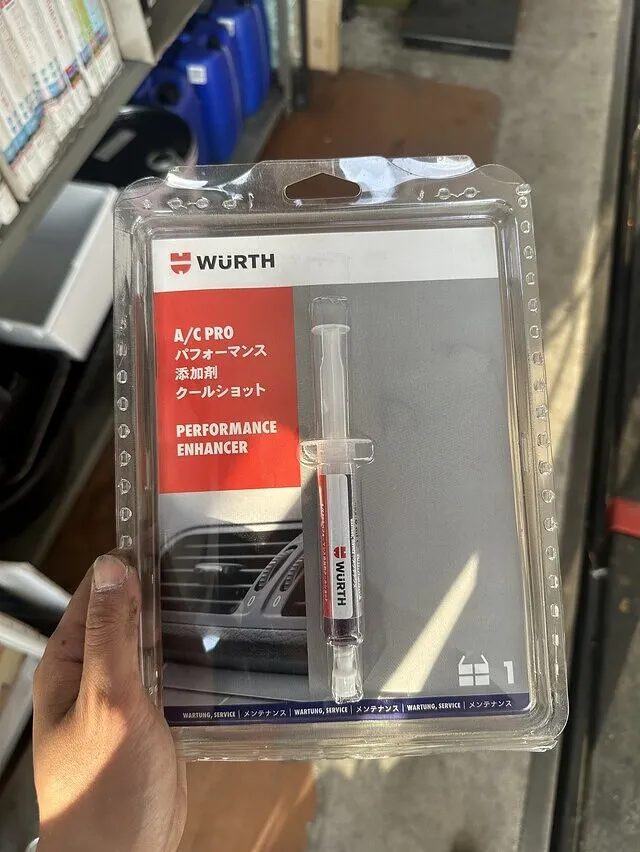 WÜRTH
A/C PRO
パフォーマンス
添加剤
クールショット
PERFORMANCE
ENHANCER
WÜRTH
1
WARTUNG, SERVICE | メンテナンス | WARTUNG, SERVICE | メンテナンス | WARTUNG, SERVICE | メンテナンス